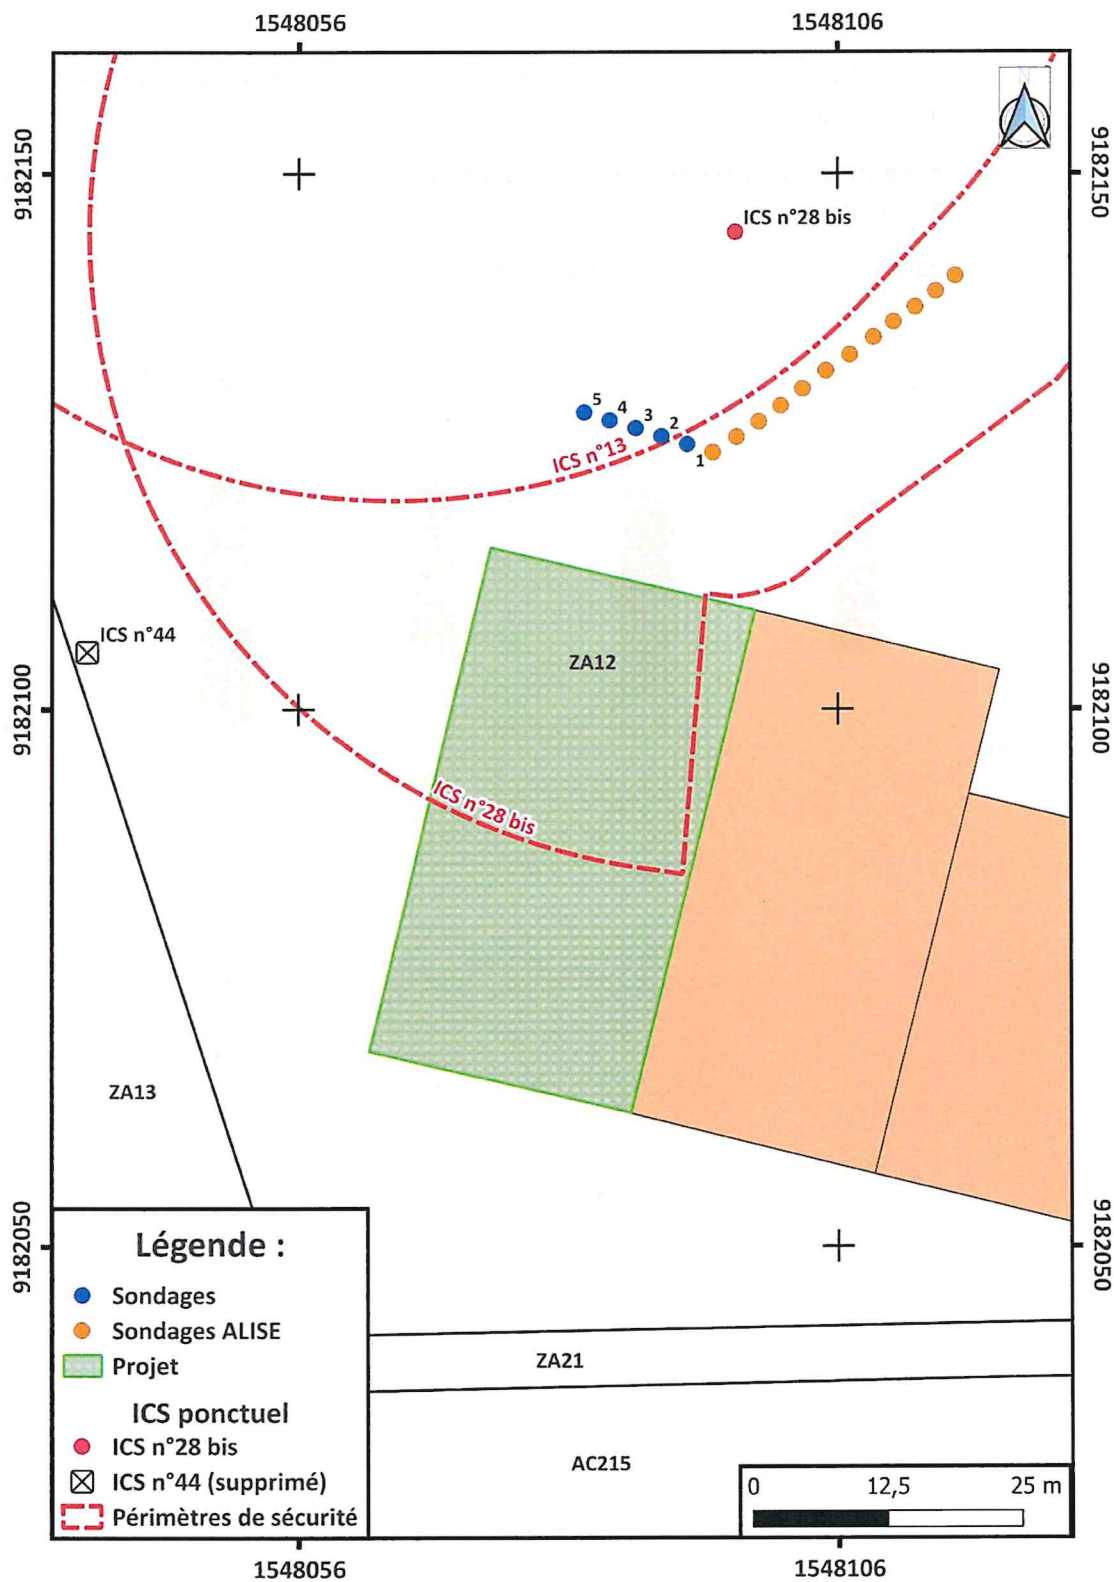 1548056
1548106
N
9182150
9182150
ICS n°28 bis
5
4
3
2
1
ICS n°13
ICS n°44
ZA12
9182100
9182100
ICS n°28 bis
ZA13
9182050
9182050
Légende :
Sondages
Sondages ALISE
Projet
ICS ponctuel
ICS n°28 bis
ICS n°44 (supprimé)
Périmètres de sécurité
ZA21
AC215
0 12,5 25 m
1548056
1548106